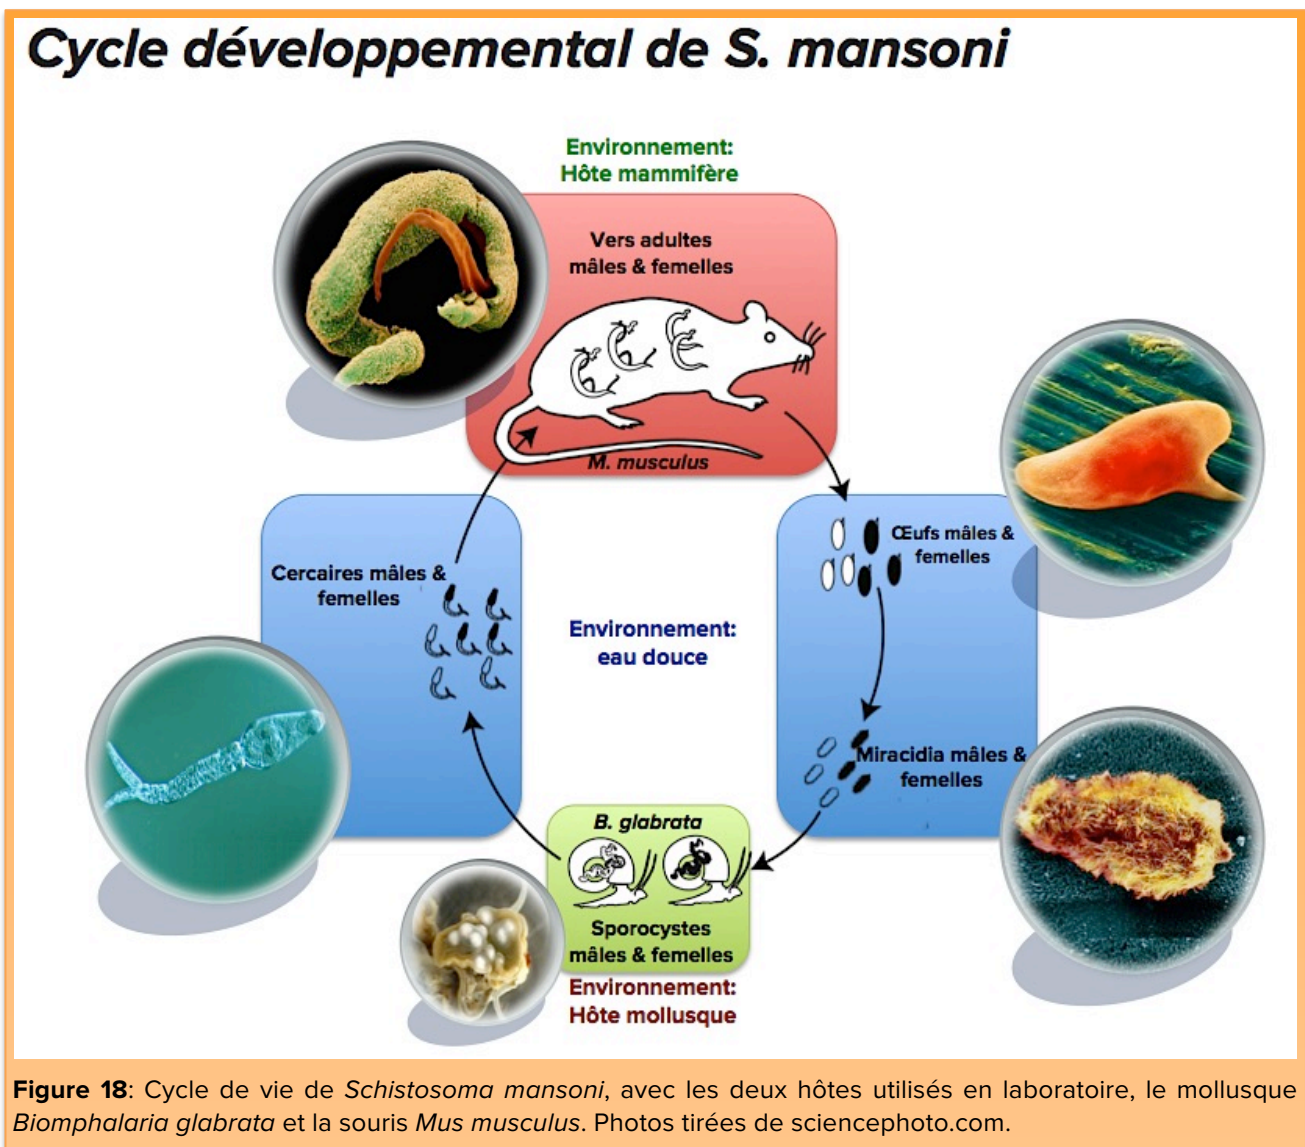 Cycle développemental de S. mansoni
Environnement:
Hôte mammifère
Vers adultes
mâles & femelles
M. musculus
Œufs mâles &
femelles
Cercaires mâles &
femelles
Environnement:
eau douce
Miracidia mâles &
femelles
B. glabrata
Sporocystes
mâles & femelles
Environnement:
Hôte mollusque
Figure 18: Cycle de vie de Schistosoma mansoni, avec les deux hôtes utilisés en laboratoire, le mollusque
Biomphalaria glabrata et la souris Mus musculus. Photos tirées de sciencephoto.com.